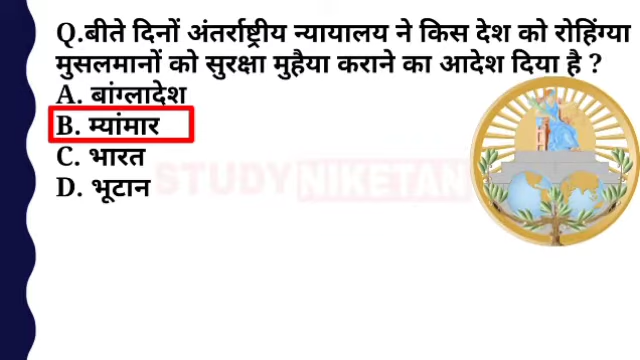 Q.बीते दिनों अंतर्राष्ट्रीय न्यायालय ने किस देश को रोहिंग्या
मुसलमानों को सुरक्षा मुहैया कराने का आदेश दिया है ?
A. बांग्लादेश
B. म्यांमार
C. भारत
D. भूटान
STUDY NIKETAN